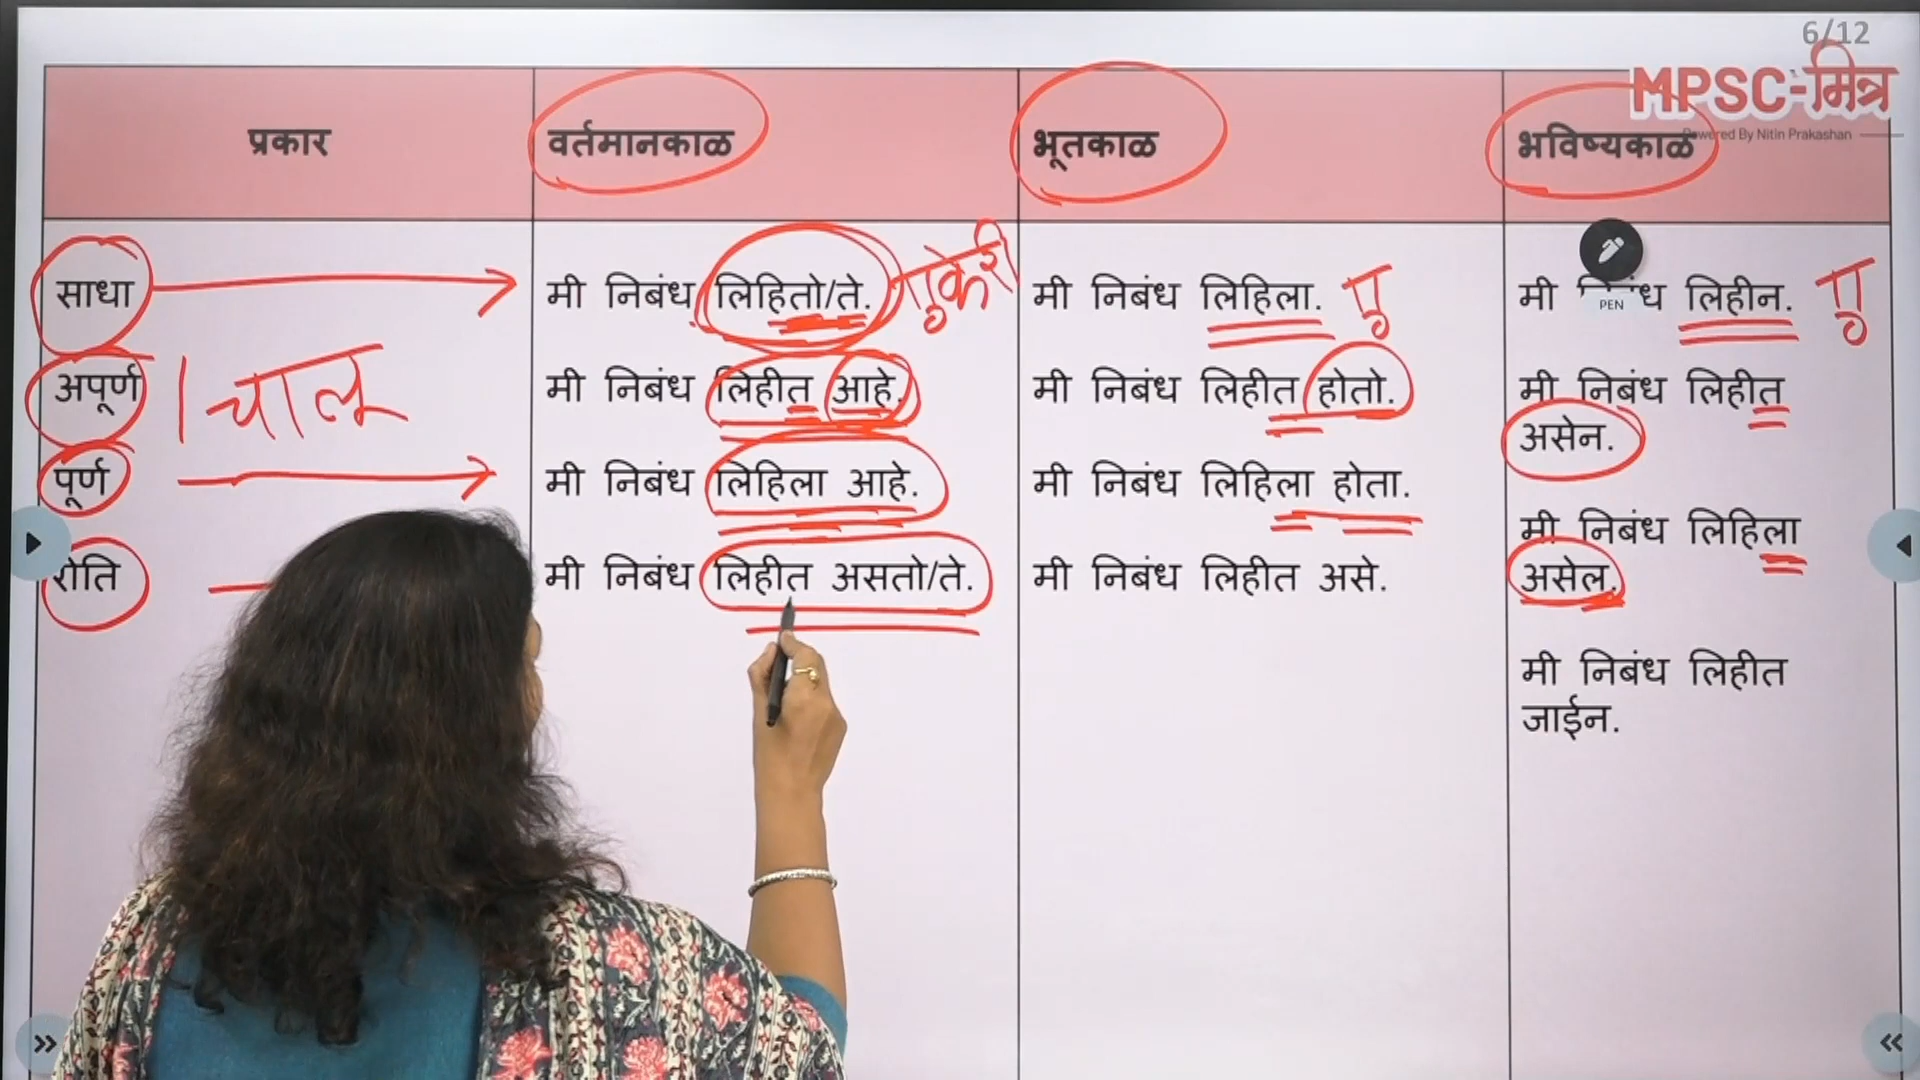 6/12
MPSC-मित्र
Powered By Nitin Prakashan
प्रकार वर्तमानकाळ भूतकाळ भविष्यकाळ
साधा मी निबंध लिहितो/ते. एकेरी मी निबंध लिहिला. ए मी निबंध लिहीन. ए
PEN
अपूर्ण / चालू मी निबंध लिहीत आहे. मी निबंध लिहीत होतो. मी निबंध लिहीत
असेन.
पूर्ण मी निबंध लिहिला आहे. मी निबंध लिहिला होता. मी निबंध लिहिला
असेल.
रीति मी निबंध लिहीत असतो/ते. मी निबंध लिहीत असे.
मी निबंध लिहीत
जाईन.